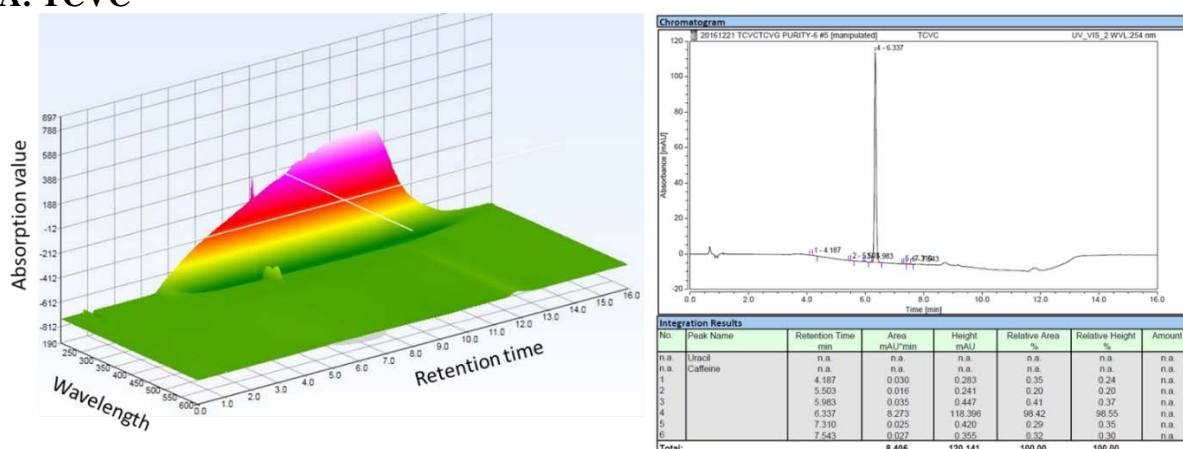 A: TCVC
Absorption value
897
788
588
388
188
-12
-212
-412
-612
-812
190
250
300
350
400
450
500
550
600
Wavelength
0.0
1.0
2.0
3.0
4.0
5.0
6.0
7.0
8.0
9.0
10.0
11.0
12.0
13.0
14.0
15.0
16.0
Retention time
Chromatogram
20161221 TCVCTCVG PURITY-6 #5 [manipulated] TCVC UV_VIS_2 WVL:254 nm
Absorbance [mAU]
120
100
80
60
40
20
0
-20
4 - 6.337
1 - 4.187
0.0 2.0 4.0 6.0 8.0 10.0 12.0 14.0 16.0
Time [min]
Integration Results
No. Peak Name Retention Time Area Height Relative Area Relative Height Amount
min mAU*min mAU % %
n.a. Uracil n.a. n.a. n.a. n.a. n.a. n.a.
n.a. Caffeine n.a. n.a. n.a. n.a. n.a. n.a.
1 4.187 0.030 0.283 0.35 0.24 n.a.
2 5.503 0.016 0.241 0.20 0.20 n.a.
3 5.983 0.035 0.447 0.41 0.37 n.a.
4 6.337 8.273 118.396 98.42 98.55 n.a.
5 7.310 0.025 0.420 0.29 0.35 n.a.
6 7.543 0.027 0.355 0.32 0.30 n.a.
Total: 8.406 120.141 100.00 100.00